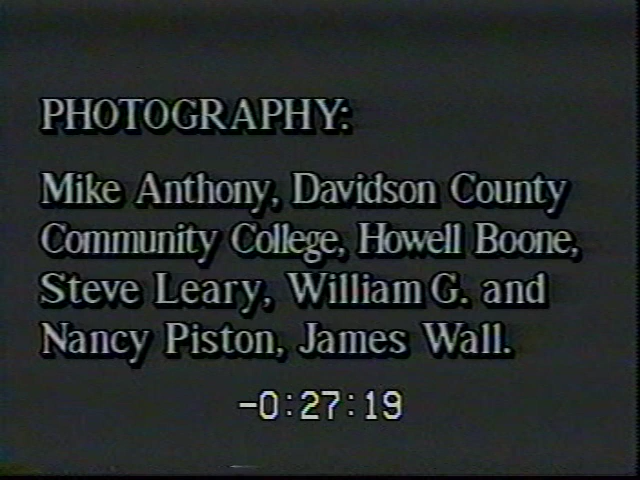 PHOTOGRAPHY:
Mike Anthony, Davidson County
Community College, Howell Boone,
Steve Leary, William G. and
Nancy Piston, James Wall.
-0:27:19